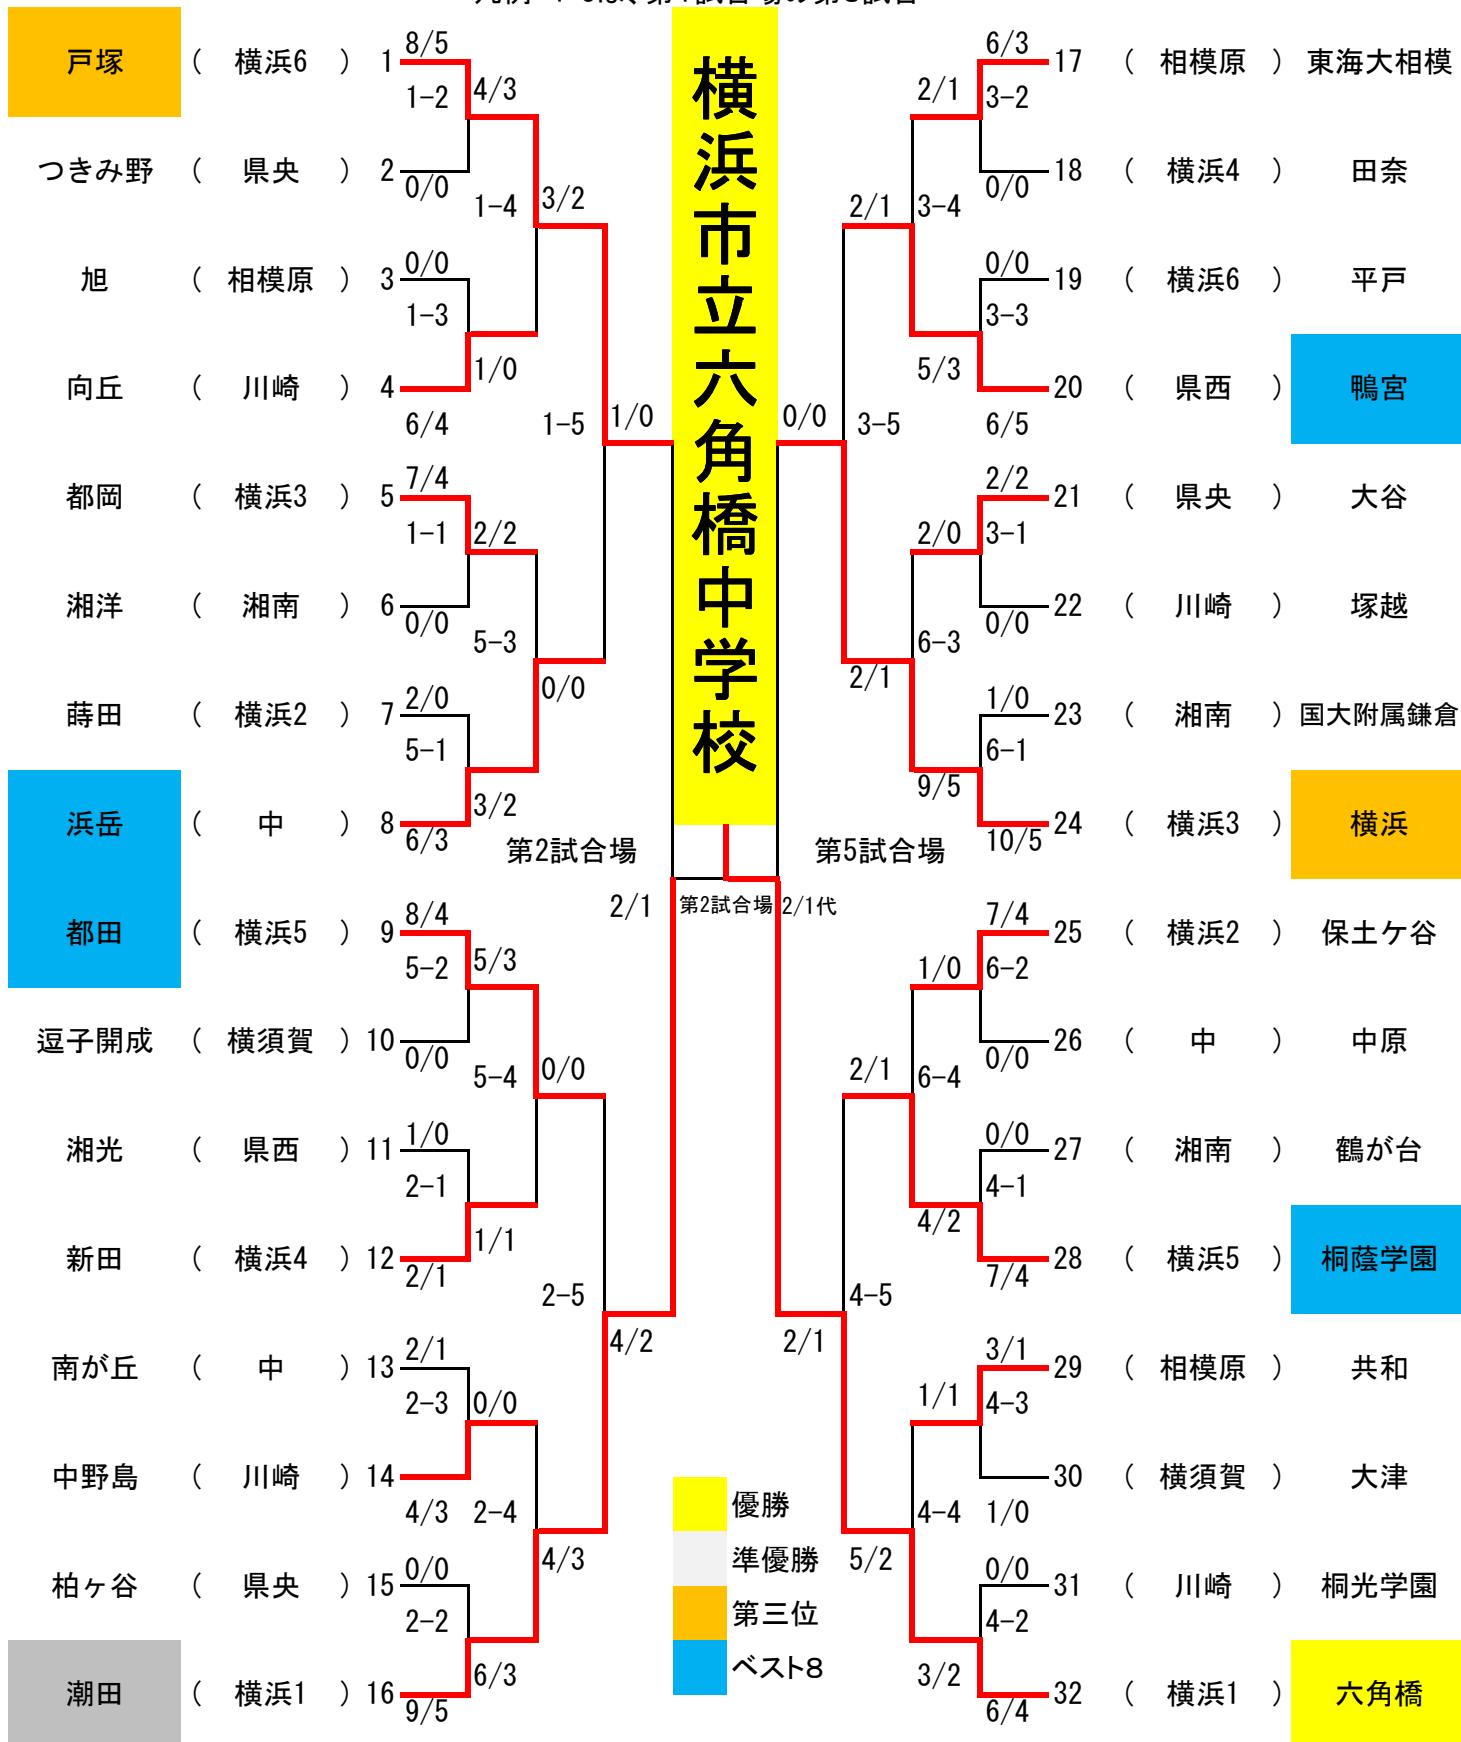 戸塚 ( 横浜6 ) 1 8/5
1-2 4/3
つきみ野 ( 県央 ) 2 0/0
1-4 3/2
旭 ( 相模原 ) 3 0/0
1-3
向丘 ( 川崎 ) 4 1/0
6/4 1-5 1/0
都岡 ( 横浜3 ) 5 7/4
1-1 2/2
湘洋 ( 湘南 ) 6 0/0
5-3
蒔田 ( 横浜2 ) 7 2/0 0/0
5-1
浜岳 ( 中 ) 8 6/3 3/2
第2試合場
都田 ( 横浜5 ) 9 8/4 2/1
5-2 5/3
逗子開成 ( 横須賀 ) 10 0/0
5-4 0/0
湘光 ( 県西 ) 11 1/0
2-1
新田 ( 横浜4 ) 12 2/1 1/1
2-5
南が丘 ( 中 ) 13 2/1 4/2
2-3 0/0
中野島 ( 川崎 ) 14
4/3 2-4
柏ヶ谷 ( 県央 ) 15 0/0 4/3
2-2
潮田 ( 横浜1 ) 16 9/5 6/3
横浜市立六角橋中学校
第2試合場 2/1代
6/3 17 ( 相模原 ) 東海大相模
2/1 3-2
18 ( 横浜4 ) 田奈
0/0
2/1 3-4
0/0 19 ( 横浜6 ) 平戸
3-3
5/3 20 ( 県西 ) 鴨宮
0/0 3-5 6/5
2/2 21 ( 県央 ) 大谷
2/0 3-1
22 ( 川崎 ) 塚越
0/0
6-3
2/1 1/0 23 ( 湘南 ) 国大附属鎌倉
6-1
9/5
10/5 24 ( 横浜3 ) 横浜
第5試合場
7/4 25 ( 横浜2 ) 保土ケ谷
1/0 6-2
26 ( 中 ) 中原
0/0
2/1 6-4
0/0 27 ( 湘南 ) 鶴が台
4-1
4/2
28 ( 横浜5 ) 桐蔭学園
7/4
4-5
2/1 3/1 29 ( 相模原 ) 共和
1/1 4-3
30 ( 横須賀 ) 大津
4-4 1/0
5/2 0/0 31 ( 川崎 ) 桐光学園
4-2
3/2 32 ( 横浜1 ) 六角橋
6/4
優勝
準優勝
第三位
ベスト8